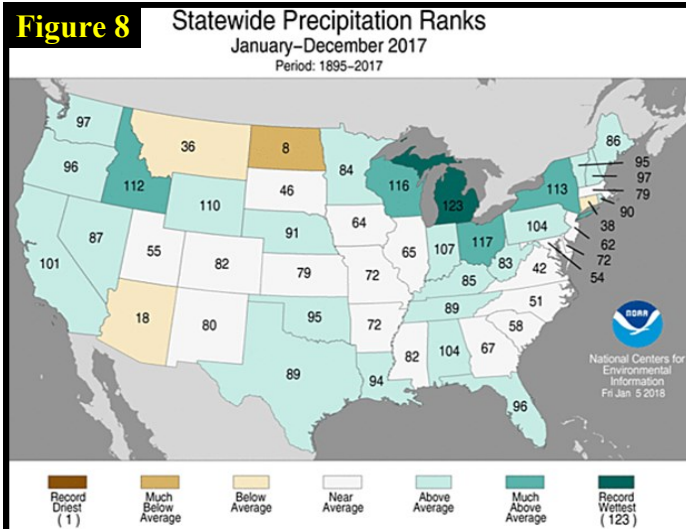 Figure 8
Statewide Precipitation Ranks
January–December 2017
Period: 1895–2017
97
36
8
84
86
95
97
79
90
38
62
72
54
96
112
46
116
123
113
110
101
87
91
64
107
117
104
55
82
65
83
79
72
85
42
18
80
95
72
89
51
58
89
82
104
67
94
96
NOAA
National Centers for
Environmental
Information
Fri Jan 5 2018
Record
Driest
(1)
Much
Below
Average
Below
Average
Near
Average
Above
Average
Much
Above
Average
Record
Wettest
(123)